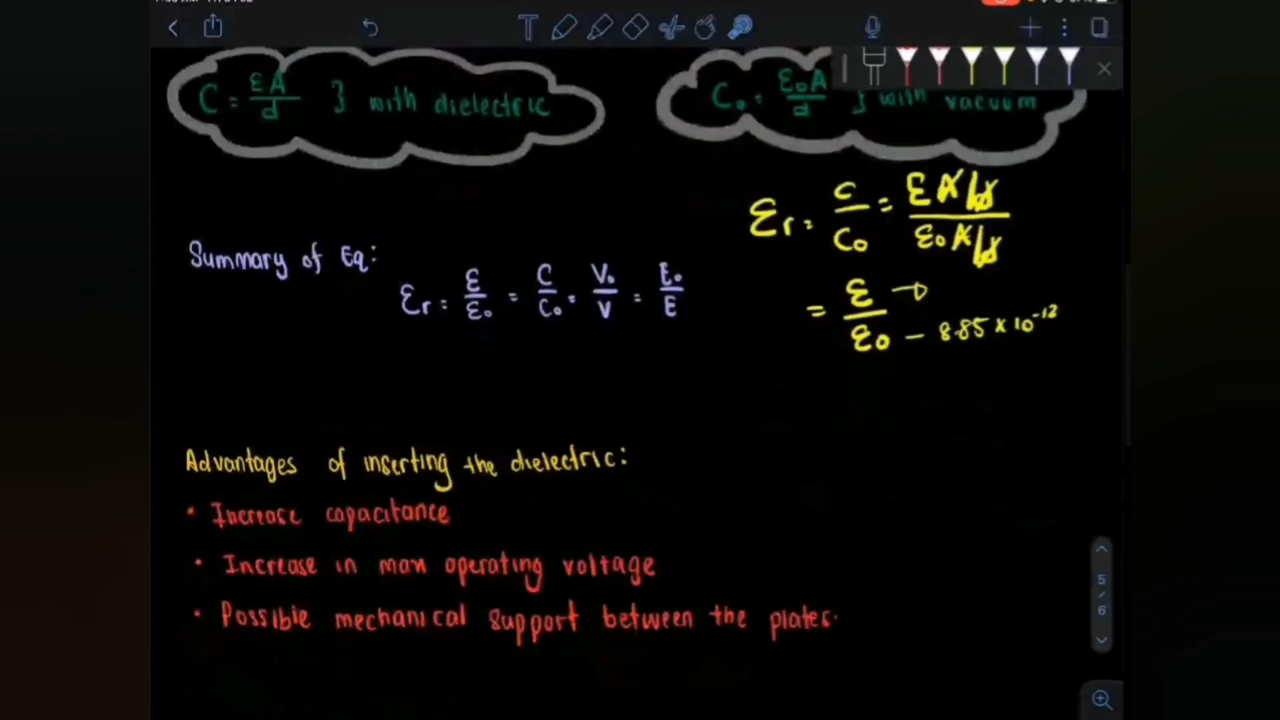 C = εA/d } with dielectric
C₀ = ε₀A/d } with vacuum
εr = C/C₀ = εA/d / ε₀A/d
= ε → / ε₀ – 8.85 × 10⁻¹²
Summary of Eq:
εr = ε/ε₀ = C/C₀ = V₀/V = E₀/E
Advantages of inserting the dielectric:
• Increase capacitance
• Increase in max operating voltage
• Possible mechanical support between the plates.
5
6